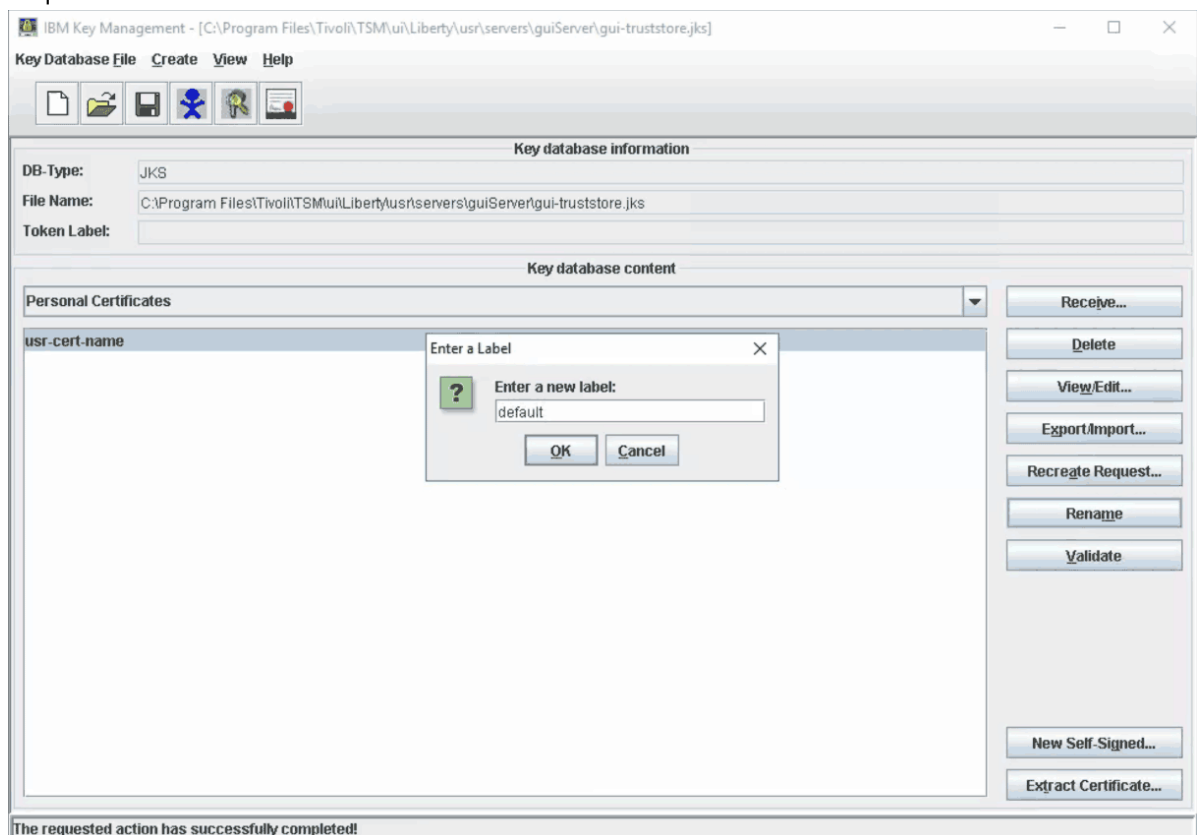 IBM Key Management - [C:\Program Files\Tivoli\TSM\ui\Liberty\usr\servers\guiServer\gui-truststore.jks]
Key Database File Create View Help
Key database information
DB-Type: JKS
File Name: C:\Program Files\Tivoli\TSM\ui\Liberty\usr\servers\guiServer\gui-truststore.jks
Token Label:
Key database content
Personal Certificates
Receive...
usr-cert-name
Delete
Enter a Label
?
Enter a new label:
default
OK Cancel
View/Edit...
Export/Import...
Recreate Request...
Rename
Validate
New Self-Signed...
Extract Certificate...
The requested action has successfully completed!